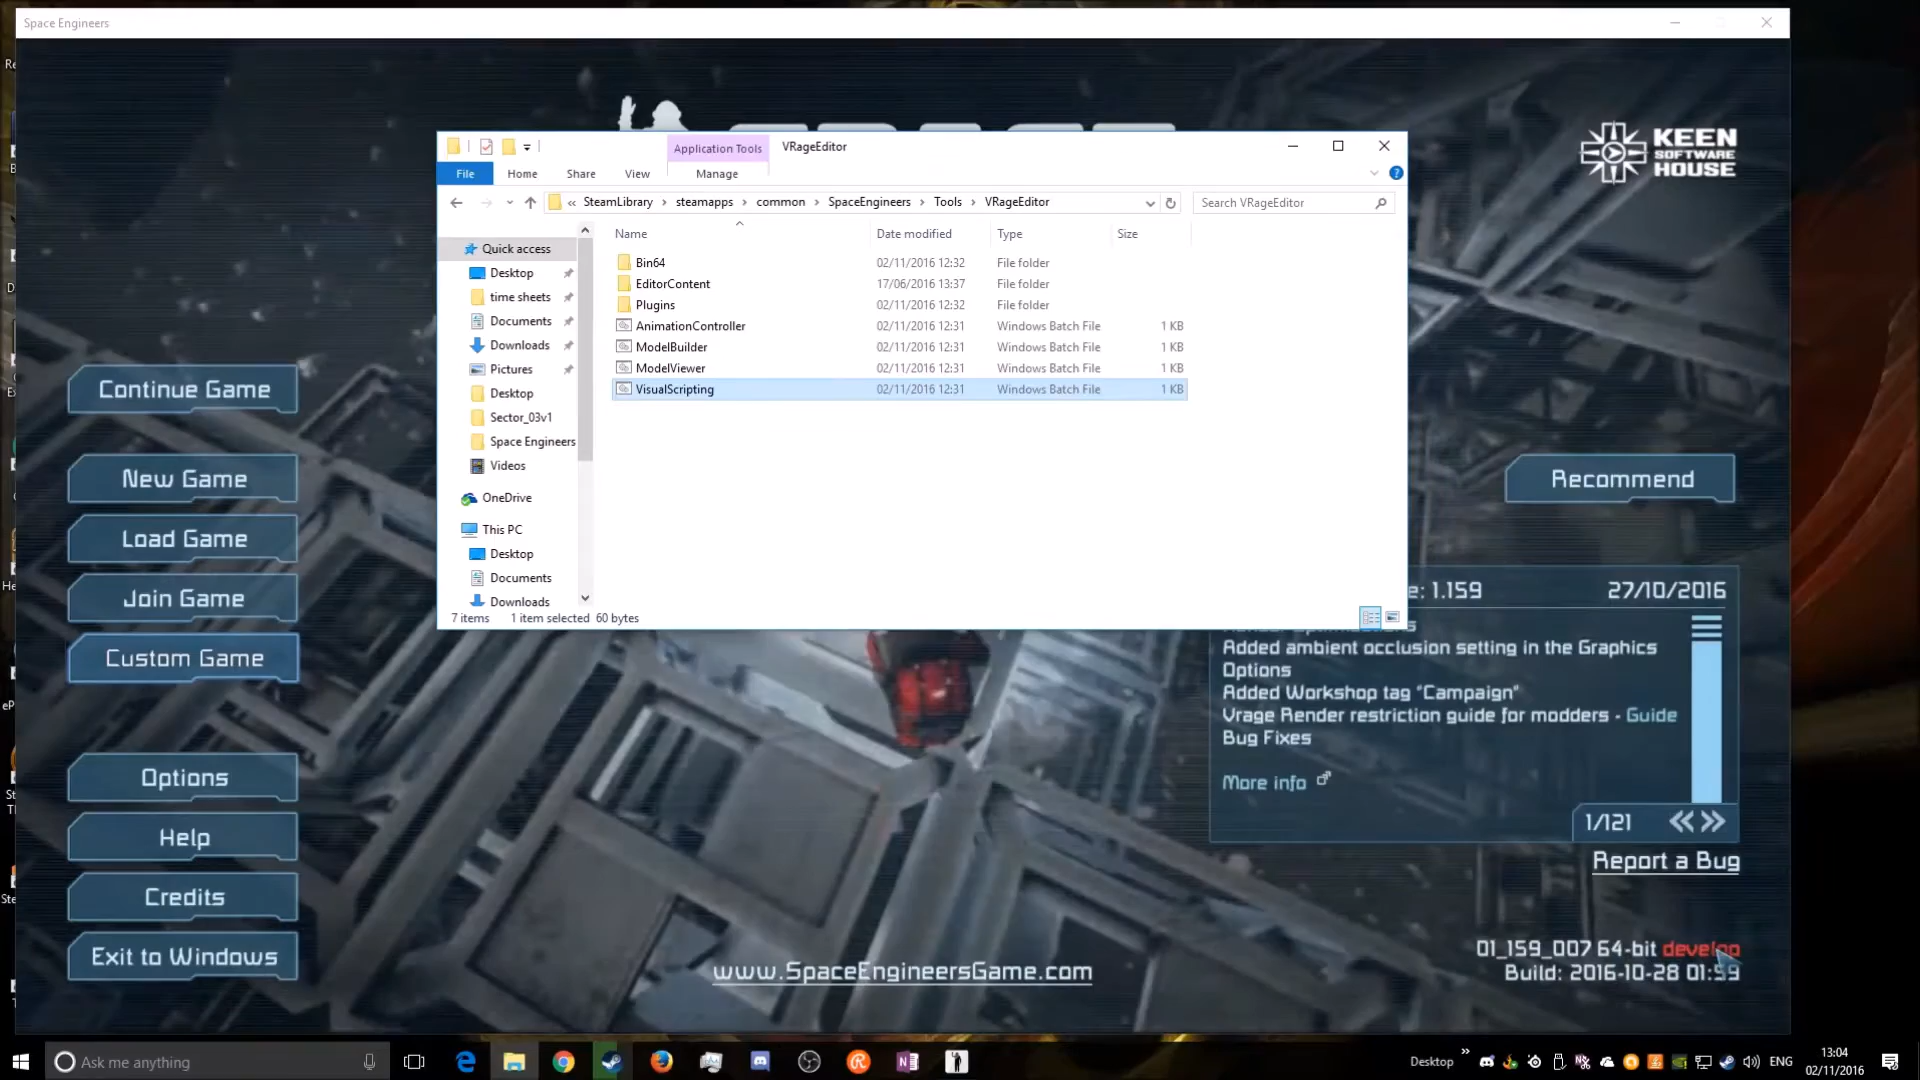 Space Engineers
KEEN
SOFTWARE
HOUSE
Application Tools
VRageEditor
File
Home
Share
View
Manage
« SteamLibrary › steamapps › common › SpaceEngineers › Tools › VRageEditor
Search VRageEditor
Name
Date modified
Type
Size
Quick access
Desktop
time sheets
Documents
Downloads
Pictures
Desktop
Sector_03v1
Space Engineers
Videos
OneDrive
This PC
Desktop
Documents
Downloads
Bin64 02/11/2016 12:32 File folder
EditorContent 17/06/2016 13:37 File folder
Plugins 02/11/2016 12:32 File folder
AnimationController 02/11/2016 12:31 Windows Batch File 1 KB
ModelBuilder 02/11/2016 12:31 Windows Batch File 1 KB
ModelViewer 02/11/2016 12:31 Windows Batch File 1 KB
VisualScripting 02/11/2016 12:31 Windows Batch File 1 KB
7 items 1 item selected 60 bytes
Continue Game
New Game
Load Game
Join Game
Custom Game
Options
Help
Credits
Exit to Windows
Recommend
e: 1.159 27/10/2016
Added ambient occlusion setting in the Graphics
Options
Added Workshop tag "Campaign"
Vrage Render restriction guide for modders - Guide
Bug Fixes
More info
1/121
Report a Bug
01_159_007 64-bit develop
Build: 2016-10-28 01:59
www.SpaceEngineersGame.com
Ask me anything
Desktop
ENG
13:04
02/11/2016